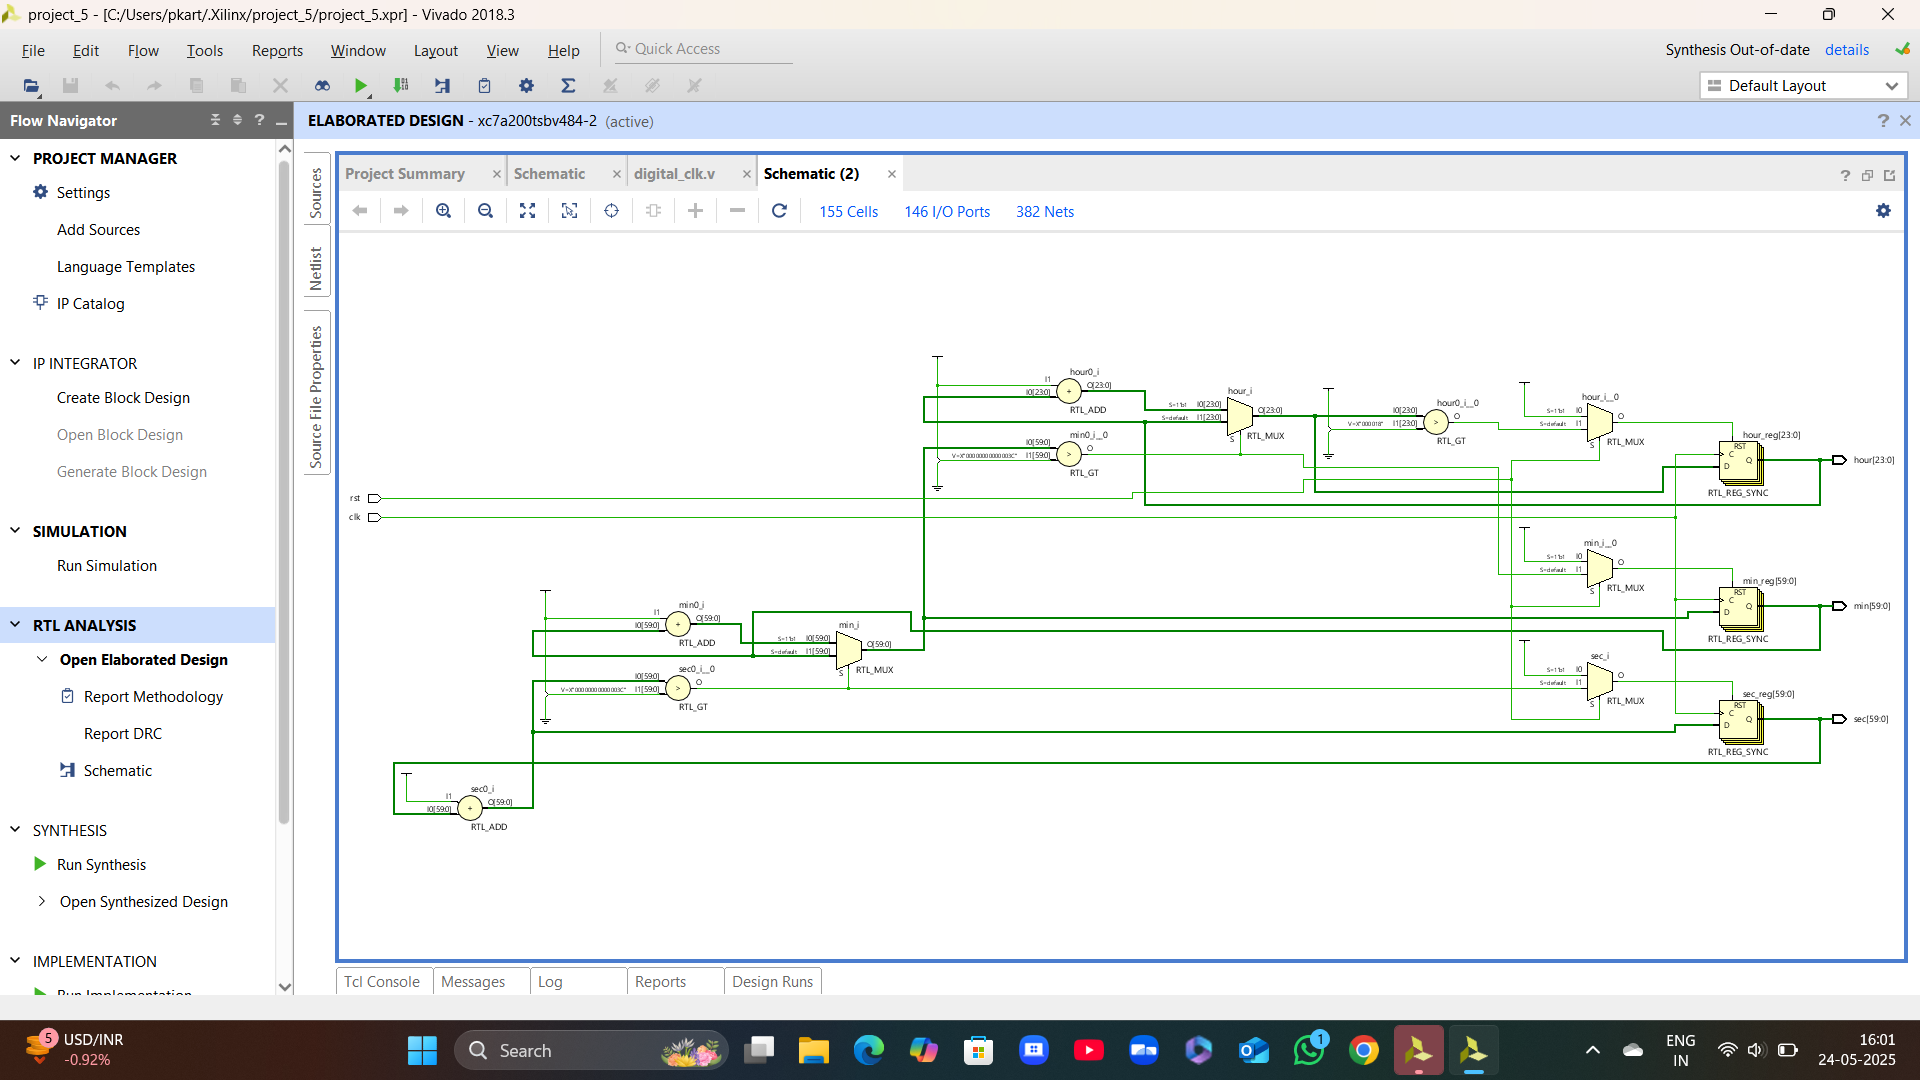 project_5 - [C:/Users/pkart/.Xilinx/project_5/project_5.xpr] - Vivado 2018.3
File Edit Flow Tools Reports Window Layout View Help Quick Access
Synthesis Out-of-date details
Default Layout
Flow Navigator
ELABORATED DESIGN - xc7a200tsbv484-2 (active)
PROJECT MANAGER
Settings
Add Sources
Language Templates
IP Catalog
IP INTEGRATOR
Create Block Design
Open Block Design
Generate Block Design
SIMULATION
Run Simulation
RTL ANALYSIS
Open Elaborated Design
Report Methodology
Report DRC
Schematic
SYNTHESIS
Run Synthesis
Open Synthesized Design
IMPLEMENTATION
Run Implementation
Sources
Netlist
Source File Properties
Project Summary Schematic digital_clk.v Schematic (2)
155 Cells 146 I/O Ports 382 Nets
hour0_i
I1
I0[23:0]
O[23:0]
RTL_ADD
min0_i__0
I0[59:0]
V=X"000000000000003C" I1[59:0]
O
RTL_GT
hour_i
S=1'b1 I0[23:0]
S=default I1[23:0]
O[23:0]
S
RTL_MUX
hour0_i__0
I0[23:0]
V=X"000018" I1[23:0]
O
RTL_GT
hour_i__0
S=1'b1 I0
S=default I1
O
S
RTL_MUX
hour_reg[23:0]
RST
C
D
Q
RTL_REG_SYNC
hour[23:0]
rst
clk
min_i__0
S=1'b1 I0
S=default I1
O
S
RTL_MUX
min_reg[59:0]
RST
C
D
Q
RTL_REG_SYNC
min[59:0]
min0_i
I1
I0[59:0]
O[59:0]
RTL_ADD
min_i
S=1'b1 I0[59:0]
S=default I1[59:0]
O[59:0]
S
RTL_MUX
sec0_i__0
I0[59:0]
V=X"000000000000003C" I1[59:0]
O
RTL_GT
sec_i
S=1'b1 I0
S=default I1
O
S
RTL_MUX
sec_reg[59:0]
RST
C
D
Q
RTL_REG_SYNC
sec[59:0]
sec0_i
I1
I0[59:0]
O[59:0]
RTL_ADD
Tcl Console Messages Log Reports Design Runs
5
USD/INR
-0.92%
Search
1
ENG
IN
16:01
24-05-2025